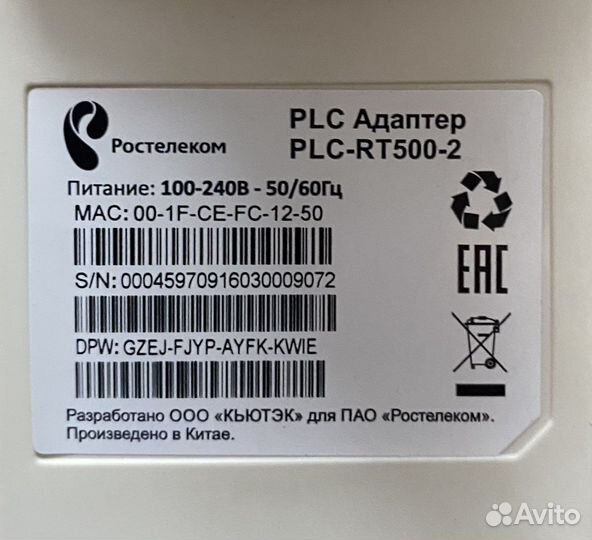 Ростелеком
PLC Адаптер
PLC-RT500-2
Питание: 100-240В - 50/60Гц
MAC: 00-1F-CE-FC-12-50
S/N: 00045970916030009072
DPW: GZEJ-FJYP-AYFK-KWIE
EAC
Разработано ООО «КЬЮТЭК» для ПАО «Ростелеком».
Произведено в Китае.
Avito